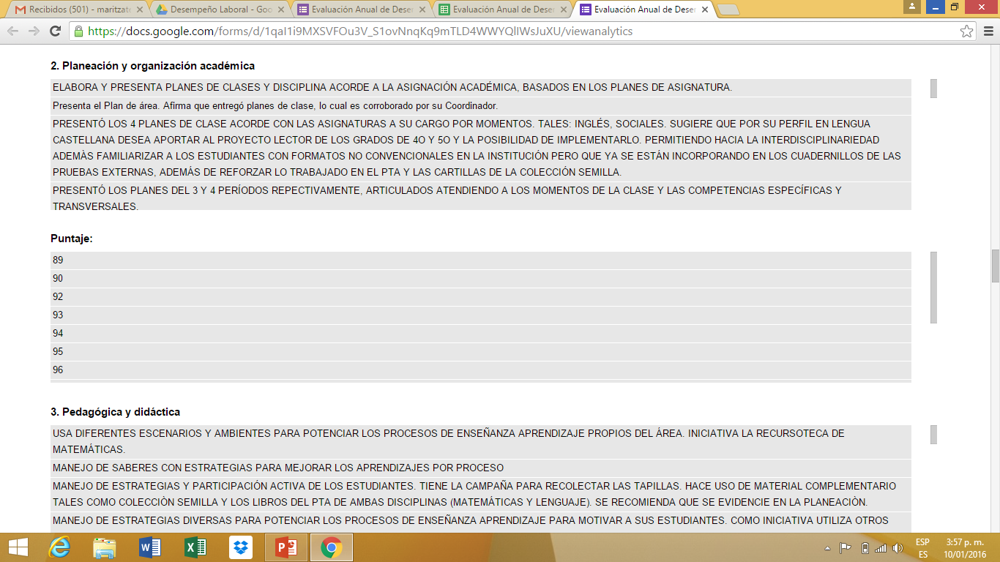 Recibidos (501) - maritzate
Desempeño Laboral - Goo
Evaluación Anual de Desem
Evaluación Anual de Desem
Evaluación Anual de Desem
https://docs.google.com/forms/d/1qaI1i9MXSVFOu3V_S1ovNnqKq9mTLD4WWYQlIWsJuXU/viewanalytics
2. Planeación y organización académica
ELABORA Y PRESENTA PLANES DE CLASES Y DISCIPLINA ACORDE A LA ASIGNACIÓN ACADÉMICA, BASADOS EN LOS PLANES DE ASIGNATURA.
Presenta el Plan de área. Afirma que entregó planes de clase, lo cual es corroborado por su Coordinador.
PRESENTÓ LOS 4 PLANES DE CLASE ACORDE CON LAS ASIGNATURAS A SU CARGO POR MOMENTOS. TALES: INGLÉS, SOCIALES. SUGIERE QUE POR SU PERFIL EN LENGUA
CASTELLANA DESEA APORTAR AL PROYECTO LECTOR DE LOS GRADOS DE 4O Y 5O Y LA POSIBILIDAD DE IMPLEMENTARLO. PERMITIENDO HACIA LA INTERDISCIPLINARIEDAD
ADEMÀS FAMILIARIZAR A LOS ESTUDIANTES CON FORMATOS NO CONVENCIONALES EN LA INSTITUCIÓN PERO QUE YA SE ESTÁN INCORPORANDO EN LOS CUADERNILLOS DE LAS
PRUEBAS EXTERNAS, ADEMÀS DE REFORZAR LO TRABAJADO EN EL PTA Y LAS CARTILLAS DE LA COLECCIÓN SEMILLA.
PRESENTÓ LOS PLANES DEL 3 Y 4 PERÍODOS REPECTIVAMENTE, ARTICULADOS ATENDIENDO A LOS MOMENTOS DE LA CLASE Y LAS COMPETENCIAS ESPECÍFICAS Y
TRANSVERSALES.
Puntaje:
89
90
92
93
94
95
96
3. Pedagógica y didáctica
USA DIFERENTES ESCENARIOS Y AMBIENTES PARA POTENCIAR LOS PROCESOS DE ENSEÑANZA APRENDIZAJE PROPIOS DEL ÁREA. INICIATIVA LA RECURSOTECA DE
MATEMÁTICAS.
MANEJO DE SABERES CON ESTRATEGIAS PARA MEJORAR LOS APRENDIZAJES POR PROCESO
MANEJO DE ESTRATEGIAS Y PARTICIPACIÓN ACTIVA DE LOS ESTUDIANTES. TIENE LA CAMPAÑA PARA RECOLECTAR LAS TAPILLAS. HACE USO DE MATERIAL COMPLEMENTARIO
TALES COMO COLECCIÒN SEMILLA Y LOS LIBROS DEL PTA DE AMBAS DISCIPLINAS (MATEMÁTICAS Y LENGUAJE). SE RECOMIENDA QUE SE EVIDENCIE EN LA PLANEACIÒN.
MANEJO DE ESTRATEGIAS DIVERSAS PARA POTENCIAR LOS PROCESOS DE ENSEÑANZA APRENDIZAJE PARA MOTIVAR A SUS ESTUDIANTES. COMO INICIATIVA UTILIZA OTROS
ESP
ES
3:57 p. m.
10/01/2016